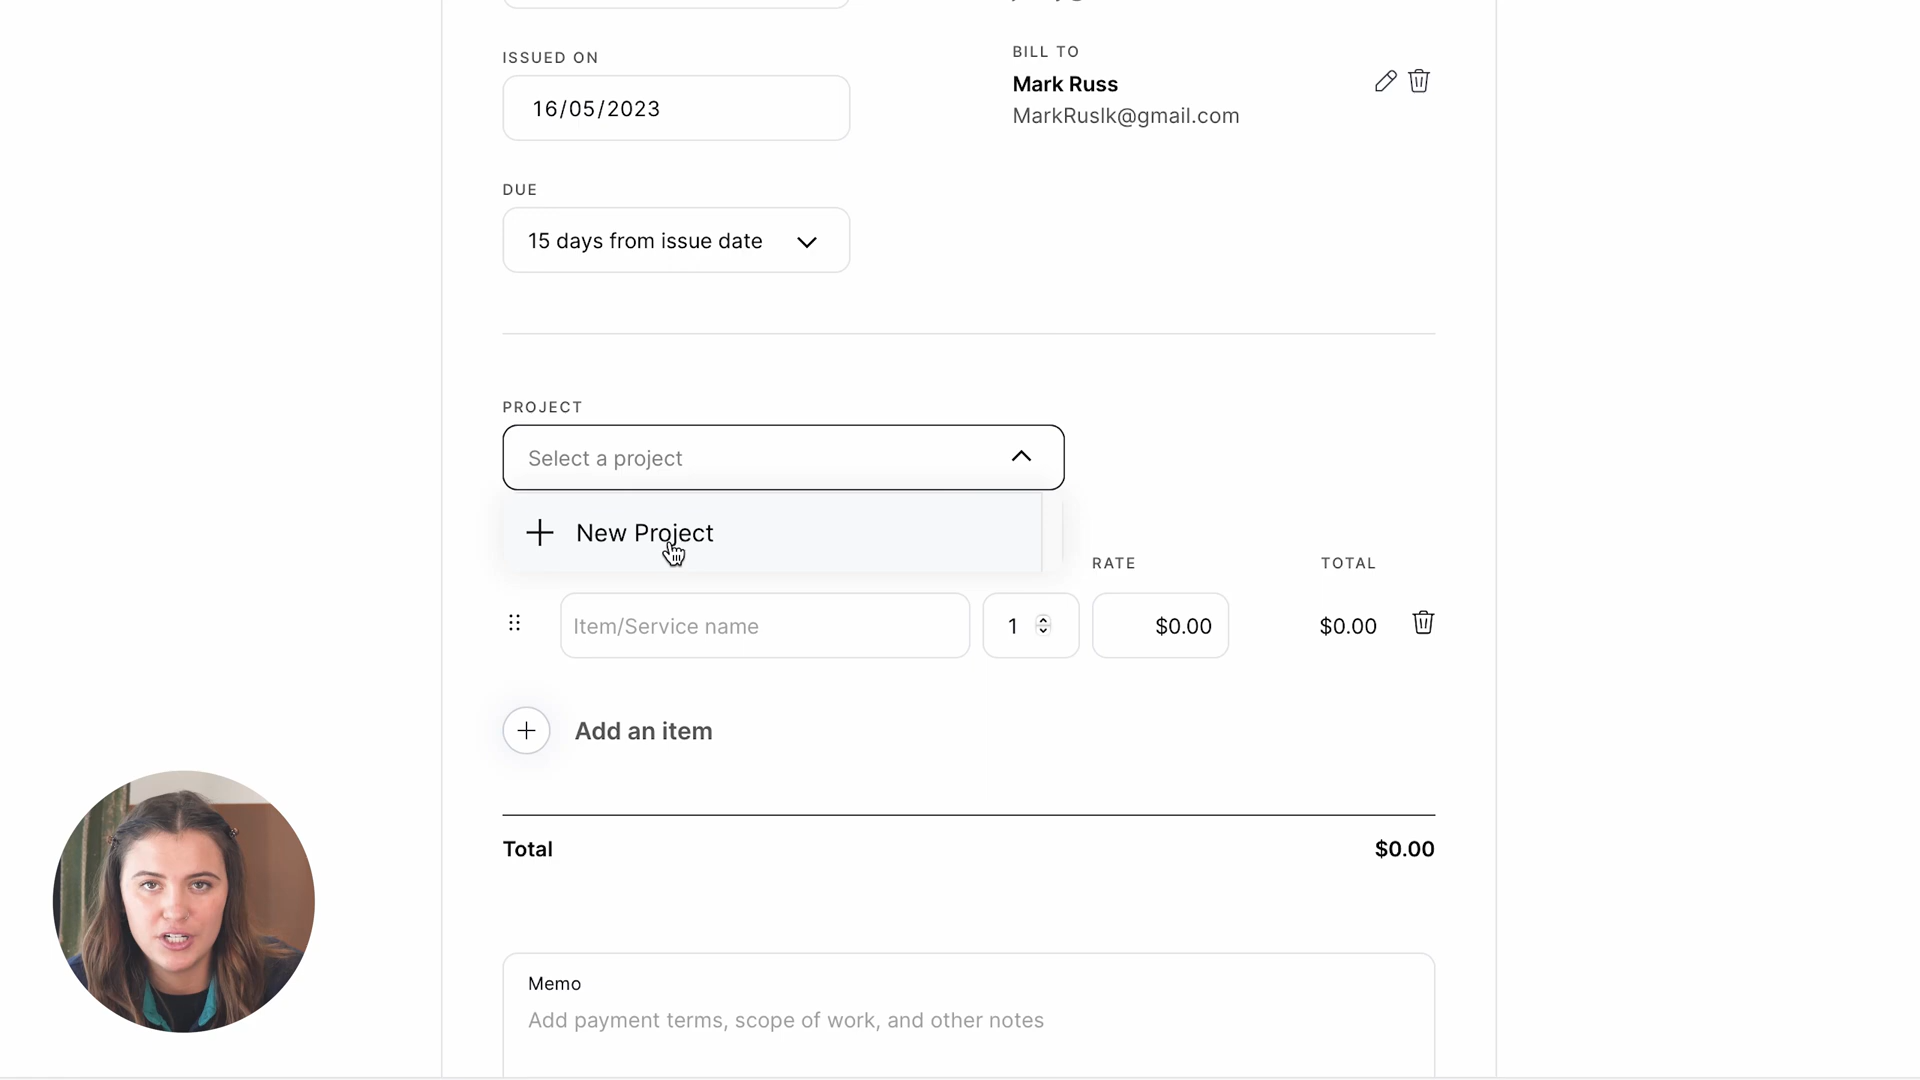 ISSUED ON
16/05/2023
BILL TO
Mark Russ
MarkRuslk@gmail.com
DUE
15 days from issue date
PROJECT
Select a project
New Project
RATE
TOTAL
Item/Service name
1
$0.00
$0.00
Add an item
Total
$0.00
Memo
Add payment terms, scope of work, and other notes